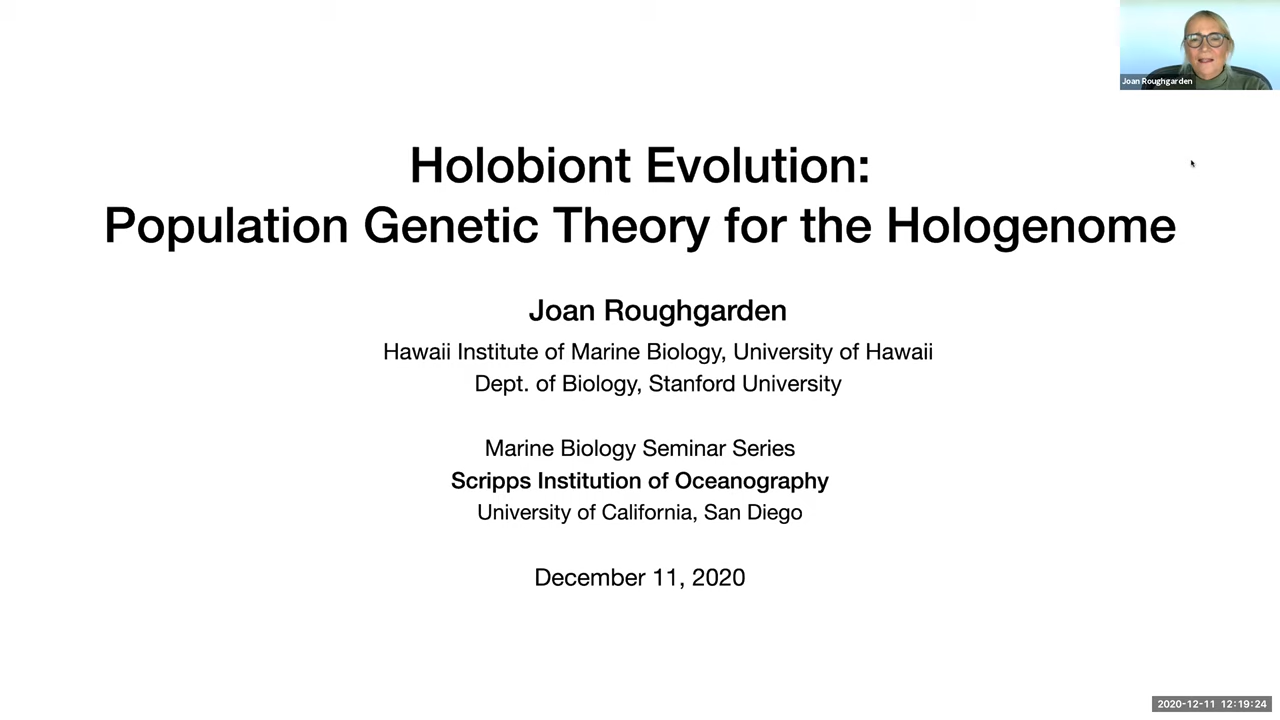 Joan Roughgarden
Holobiont Evolution:
Population Genetic Theory for the Hologenome
Joan Roughgarden
Hawaii Institute of Marine Biology, University of Hawaii
Dept. of Biology, Stanford University
Marine Biology Seminar Series
Scripps Institution of Oceanography
University of California, San Diego
December 11, 2020
2020-12-11 12:19:24